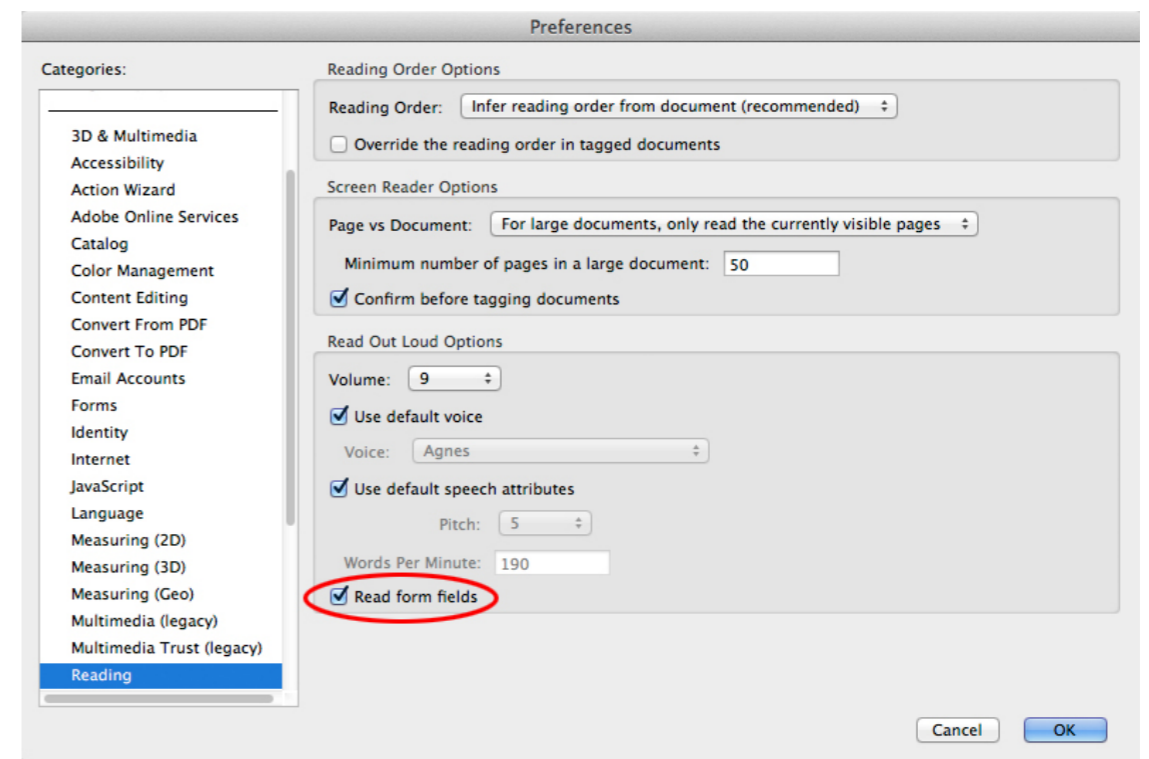 Preferences
Categories:
3D & Multimedia
Accessibility
Action Wizard
Adobe Online Services
Catalog
Color Management
Content Editing
Convert From PDF
Convert To PDF
Email Accounts
Forms
Identity
Internet
JavaScript
Language
Measuring (2D)
Measuring (3D)
Measuring (Geo)
Multimedia (legacy)
Multimedia Trust (legacy)
Reading
Reading Order Options
Reading Order: Infer reading order from document (recommended)
Override the reading order in tagged documents
Screen Reader Options
Page vs Document: For large documents, only read the currently visible pages
Minimum number of pages in a large document: 50
Confirm before tagging documents
Read Out Loud Options
Volume: 9
Use default voice
Voice: Agnes
Use default speech attributes
Pitch: 5
Words Per Minute: 190
Read form fields
Cancel OK